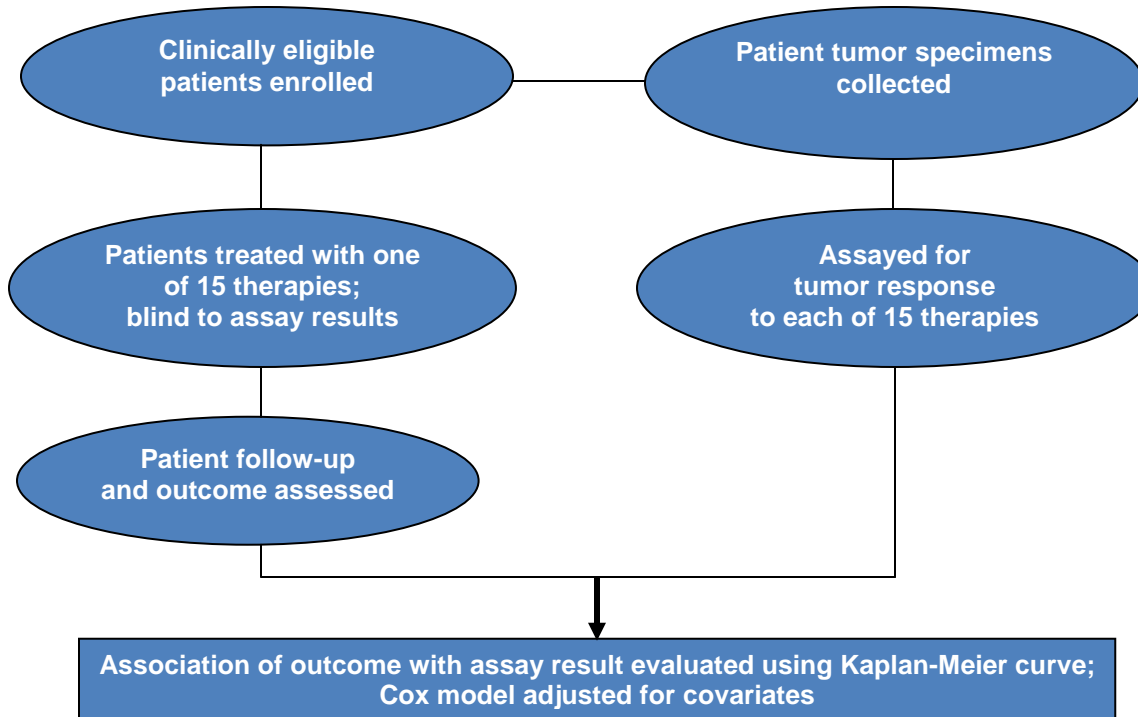 Clinically eligible
patients enrolled
Patient tumor specimens
collected
Patients treated with one
of 15 therapies;
blind to assay results
Assayed for
tumor response
to each of 15 therapies
Patient follow-up
and outcome assessed
Association of outcome with assay result evaluated using Kaplan-Meier curve;
Cox model adjusted for covariates